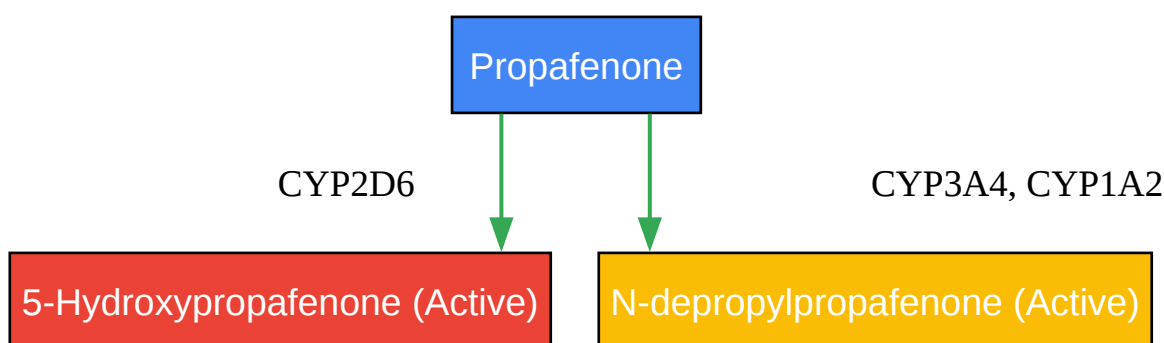 Propafenone
CYP2D6
CYP3A4, CYP1A2
5-Hydroxypropafenone (Active)
N-depropylpropafenone (Active)